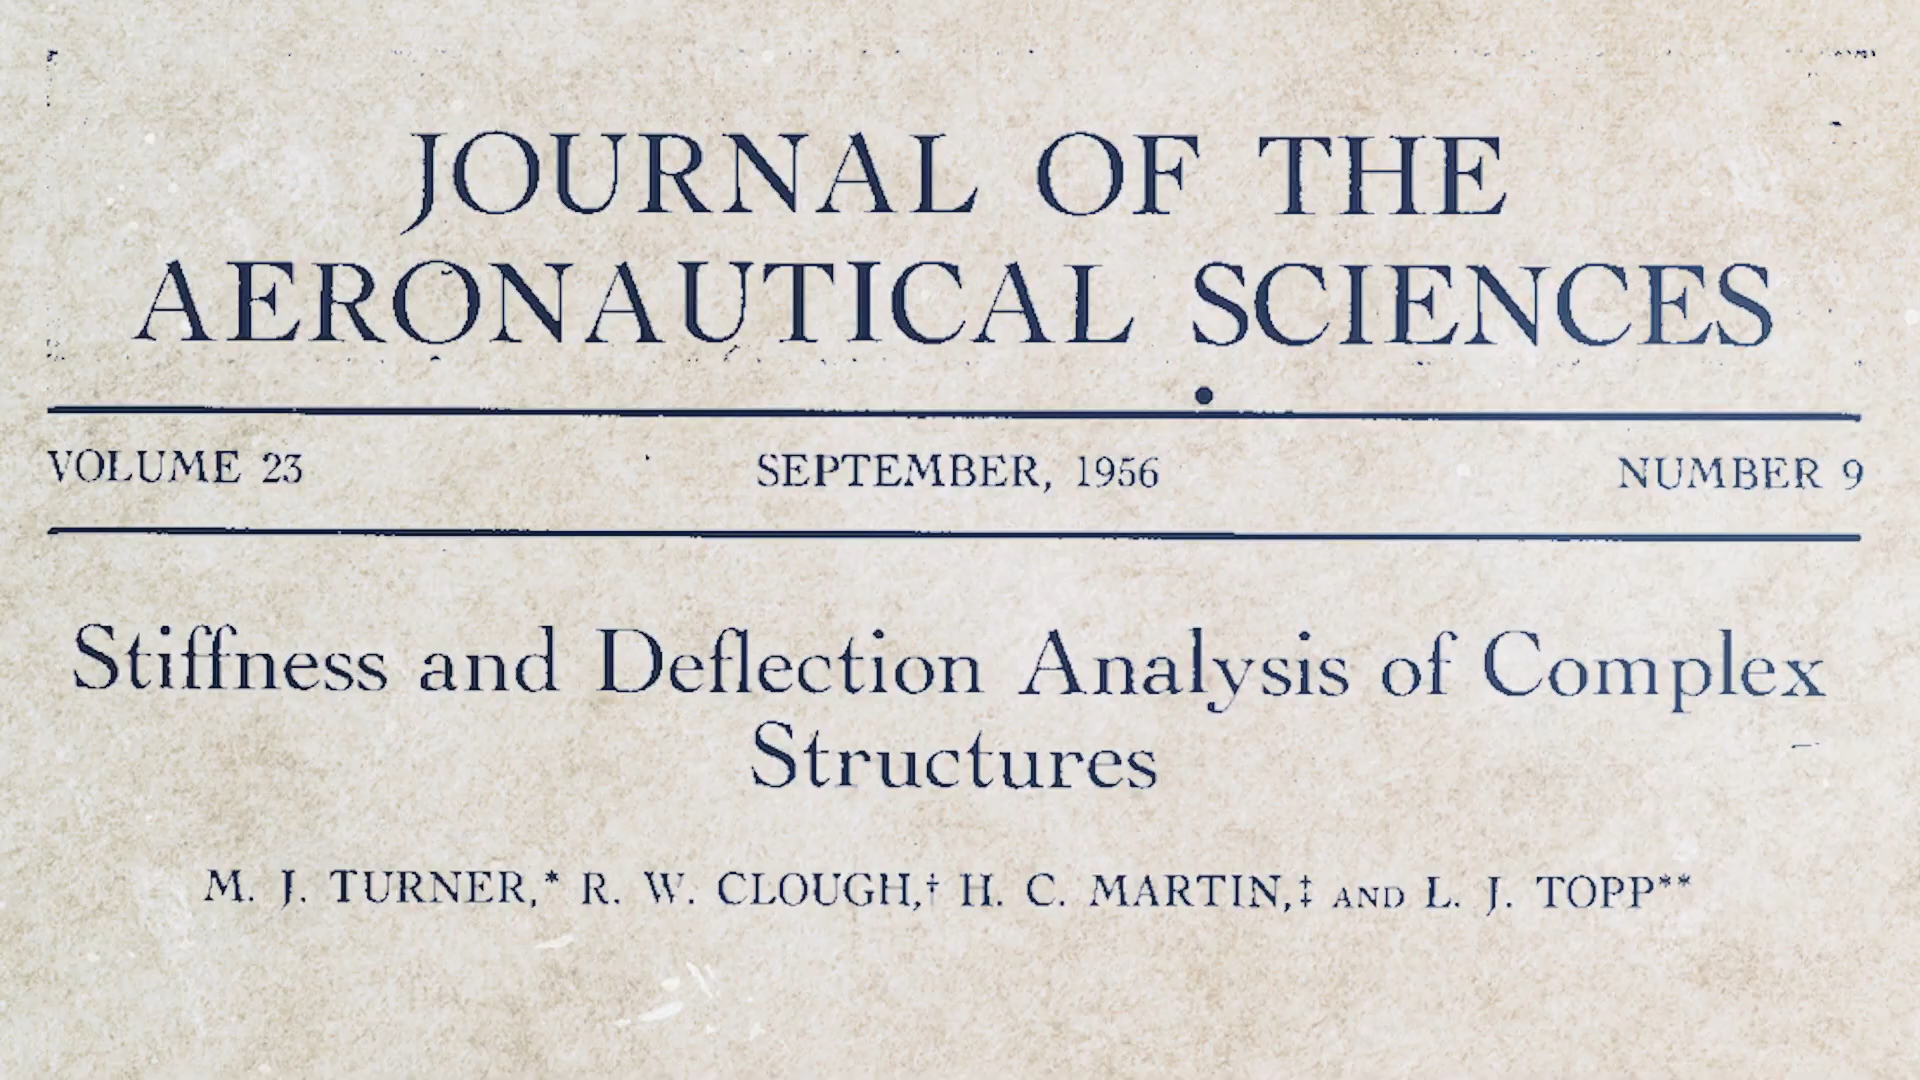 JOURNAL OF THE
AERONAUTICAL SCIENCES
VOLUME 23 SEPTEMBER, 1956 NUMBER 9
Stiffness and Deflection Analysis of Complex
Structures
M. J. TURNER,* R. W. CLOUGH,† H. C. MARTIN,‡ AND L. J. TOPP**